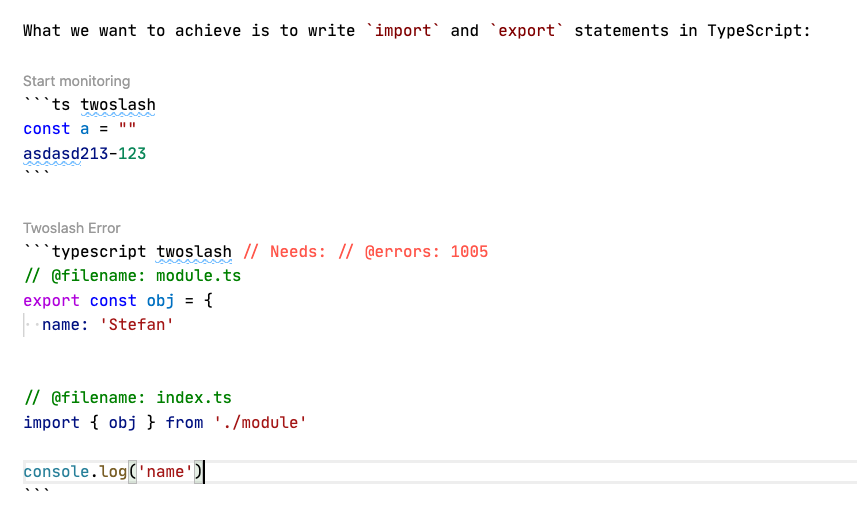 What we want to achieve is to write `import` and `export` statements in TypeScript:
Start monitoring
```ts twoslash
const a = ""
asdasd213-123
```
Twoslash Error
```typescript twoslash // Needs: // @errors: 1005
// @filename: module.ts
export const obj = {
  name: 'Stefan'
// @filename: index.ts
import { obj } from './module'
console.log('name')
```